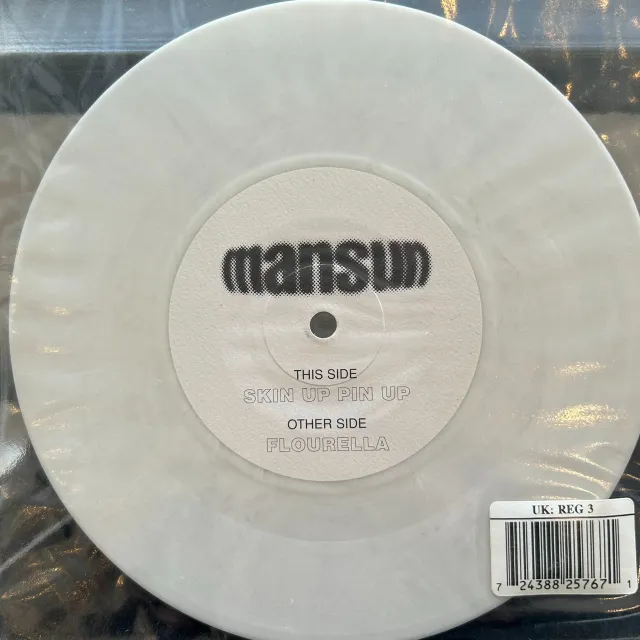 mansun
THIS SIDE
SKIN UP PIN UP
OTHER SIDE
FLOURELLA
UK: REG 3
7 24388 25767 1